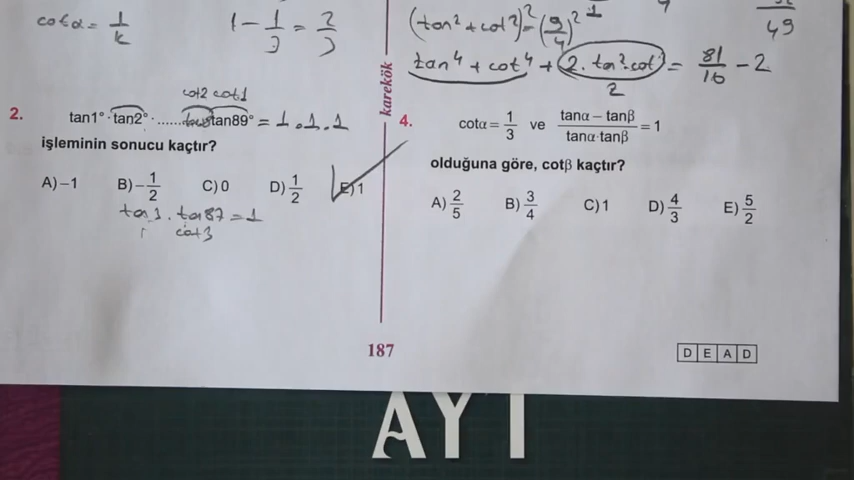 cotα = 1/k
1 - 1/3 = 2/3
(tan² + cot²)² = (9/4)²
49
tan⁴ + cot⁴ + 2.tan².cot² = 81/16 - 2
2
karekök
cot2 cot1
2. tan1° · tan2° · ........ tan89° = 1.1.1
işleminin sonucu kaçtır?
A) -1 B) -1/2 C) 0 D) 1/2 E) 1
tan3 . tan87 = 1
cot3
4. cotα = 1/3 ve (tanα - tanβ)/(tanα·tanβ) = 1
olduğuna göre, cotβ kaçtır?
A) 2/5 B) 3/4 C) 1 D) 4/3 E) 5/2
187
D E A D
AYT